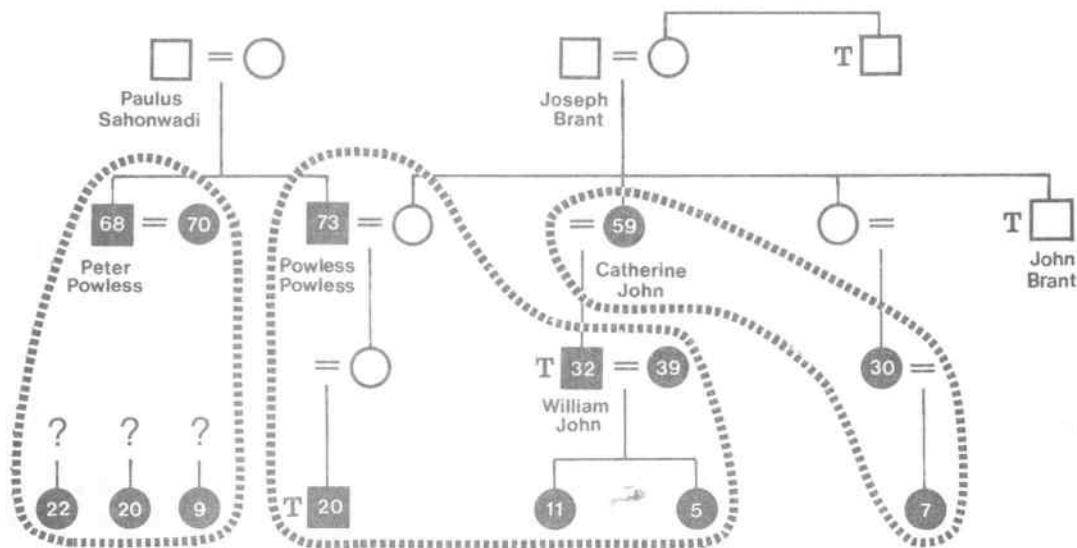 T
Paulus
Sahonwadi
Joseph
Brant
68 70 73 59 T
Peter
Powless
Powless
Powless
Catherine
John
John
Brant
T 32 39 30
William
John
? ? ?
22 20 9 T 20 11 5 7